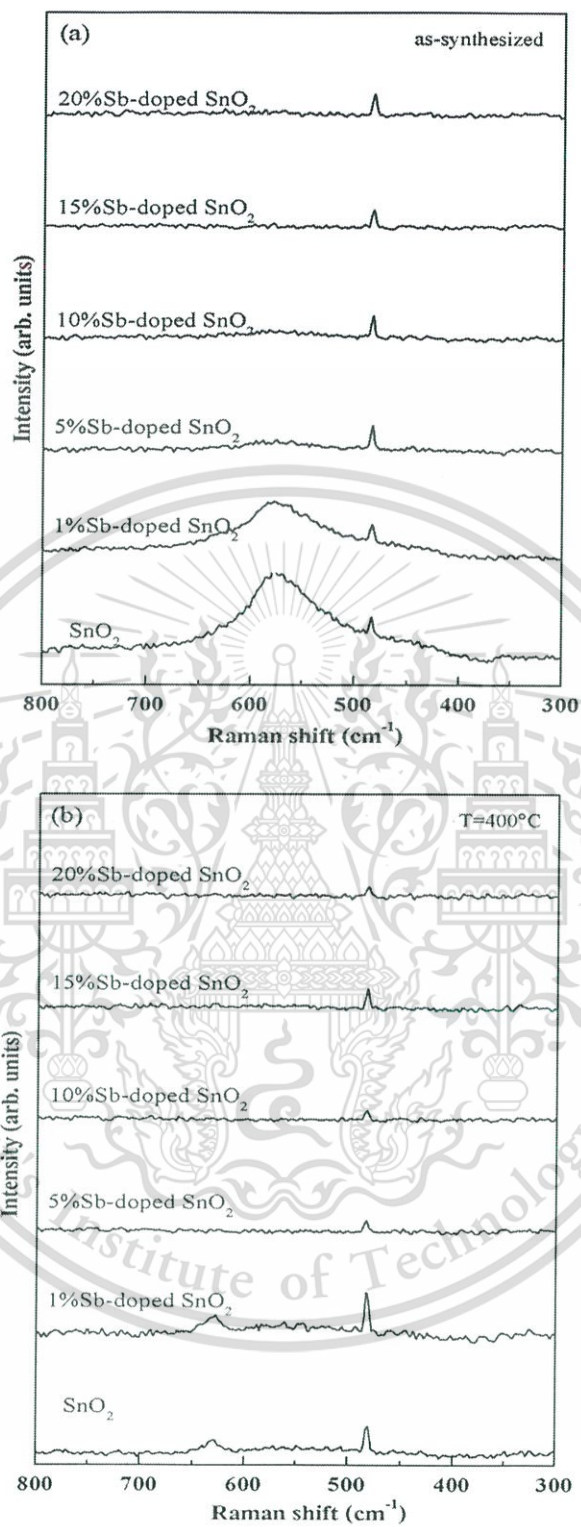 (a) as-synthesized
20%Sb-doped SnO₂
15%Sb-doped SnO₂
10%Sb-doped SnO₂
5%Sb-doped SnO₂
1%Sb-doped SnO₂
SnO₂
Intensity (arb. units)
800 700 600 500 400 300
Raman shift (cm⁻¹)
(b) T=400°C
20%Sb-doped SnO₂
15%Sb-doped SnO₂
10%Sb-doped SnO₂
5%Sb-doped SnO₂
1%Sb-doped SnO₂
SnO₂
Intensity (arb. units)
800 700 600 500 400 300
Raman shift (cm⁻¹)
's Institute of Technology